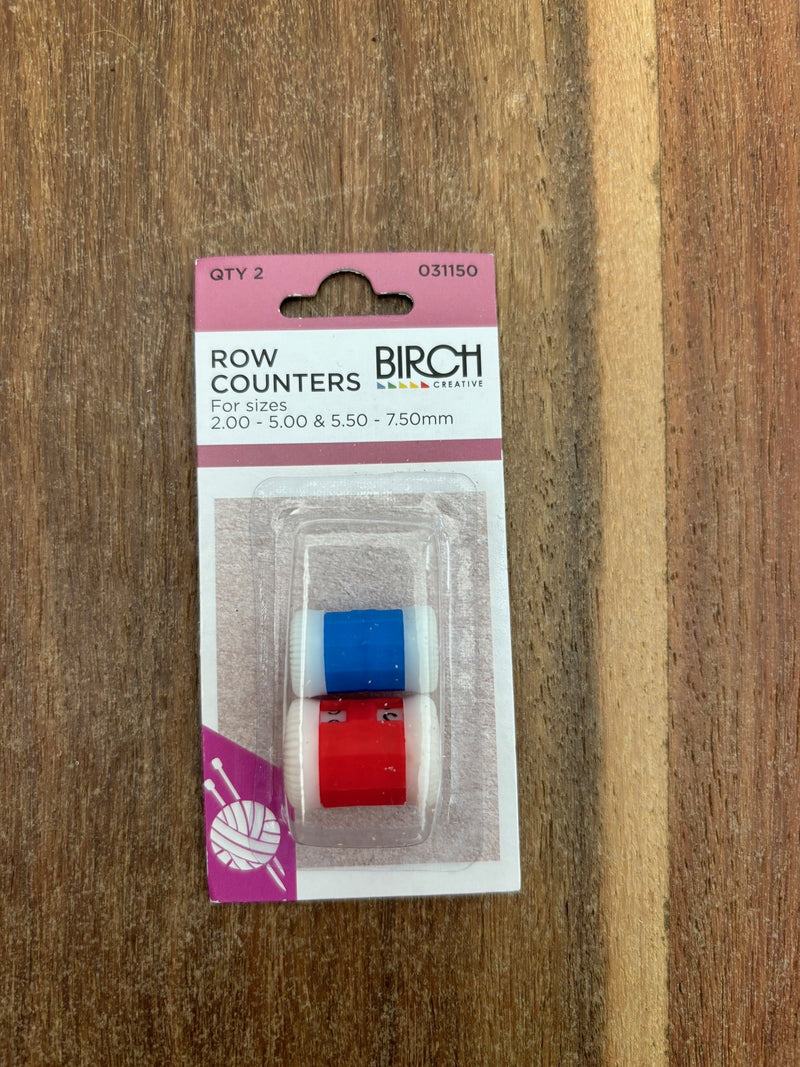 QTY 2 031150
ROW
COUNTERS
BIRCH
CREATIVE
For sizes
2.00 - 5.00 & 5.50 - 7.50mm